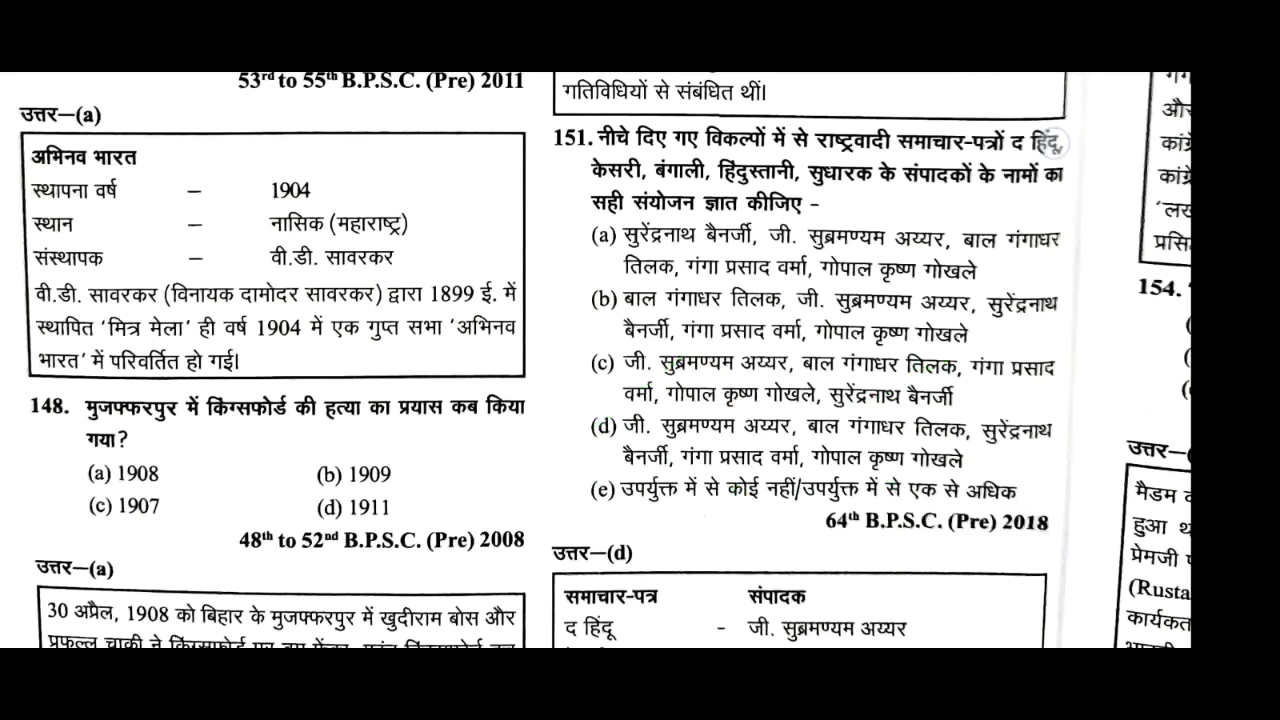 53rd to 55th B.P.S.C. (Pre) 2011
उत्तर–(a)
अभिनव भारत
स्थापना वर्ष – 1904
स्थान – नासिक (महाराष्ट्र)
संस्थापक – वी.डी. सावरकर
वी.डी. सावरकर (विनायक दामोदर सावरकर) द्वारा 1899 ई. में
स्थापित 'मित्र मेला' ही वर्ष 1904 में एक गुप्त सभा 'अभिनव
भारत' में परिवर्तित हो गई।
148. मुजफ्फरपुर में किंग्सफोर्ड की हत्या का प्रयास कब किया
गया?
(a) 1908 (b) 1909
(c) 1907 (d) 1911
48th to 52nd B.P.S.C. (Pre) 2008
उत्तर–(a)
30 अप्रैल, 1908 को बिहार के मुजफ्फरपुर में खुदीराम बोस और
प्रफुल्ल चाकी ने किंग्सफोर्ड पर
गतिविधियों से संबंधित थीं।
151. नीचे दिए गए विकल्पों में से राष्ट्रवादी समाचार-पत्रों द हिंदू,
केसरी, बंगाली, हिंदुस्तानी, सुधारक के संपादकों के नामों का
सही संयोजन ज्ञात कीजिए -
(a) सुरेंद्रनाथ बैनर्जी, जी. सुब्रमण्यम अय्यर, बाल गंगाधर
तिलक, गंगा प्रसाद वर्मा, गोपाल कृष्ण गोखले
(b) बाल गंगाधर तिलक, जी. सुब्रमण्यम अय्यर, सुरेंद्रनाथ
बैनर्जी, गंगा प्रसाद वर्मा, गोपाल कृष्ण गोखले
(c) जी. सुब्रमण्यम अय्यर, बाल गंगाधर तिलक, गंगा प्रसाद
वर्मा, गोपाल कृष्ण गोखले, सुरेंद्रनाथ बैनर्जी
(d) जी. सुब्रमण्यम अय्यर, बाल गंगाधर तिलक, सुरेंद्रनाथ
बैनर्जी, गंगा प्रसाद वर्मा, गोपाल कृष्ण गोखले
(e) उपर्युक्त में से कोई नहीं/उपर्युक्त में से एक से अधिक
64th B.P.S.C. (Pre) 2018
उत्तर–(d)
समाचार-पत्र संपादक
द हिंदू - जी. सुब्रमण्यम अय्यर
154.
उत्तर–
मैडम
हुआ
प्रेमजी
(Rusta